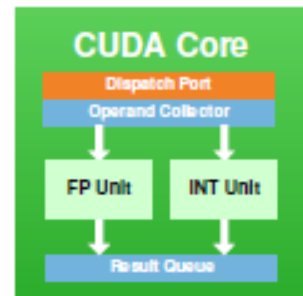 CUDA Core
Dispatch Port
Operand Collector
FP Unit INT Unit
Result Queue